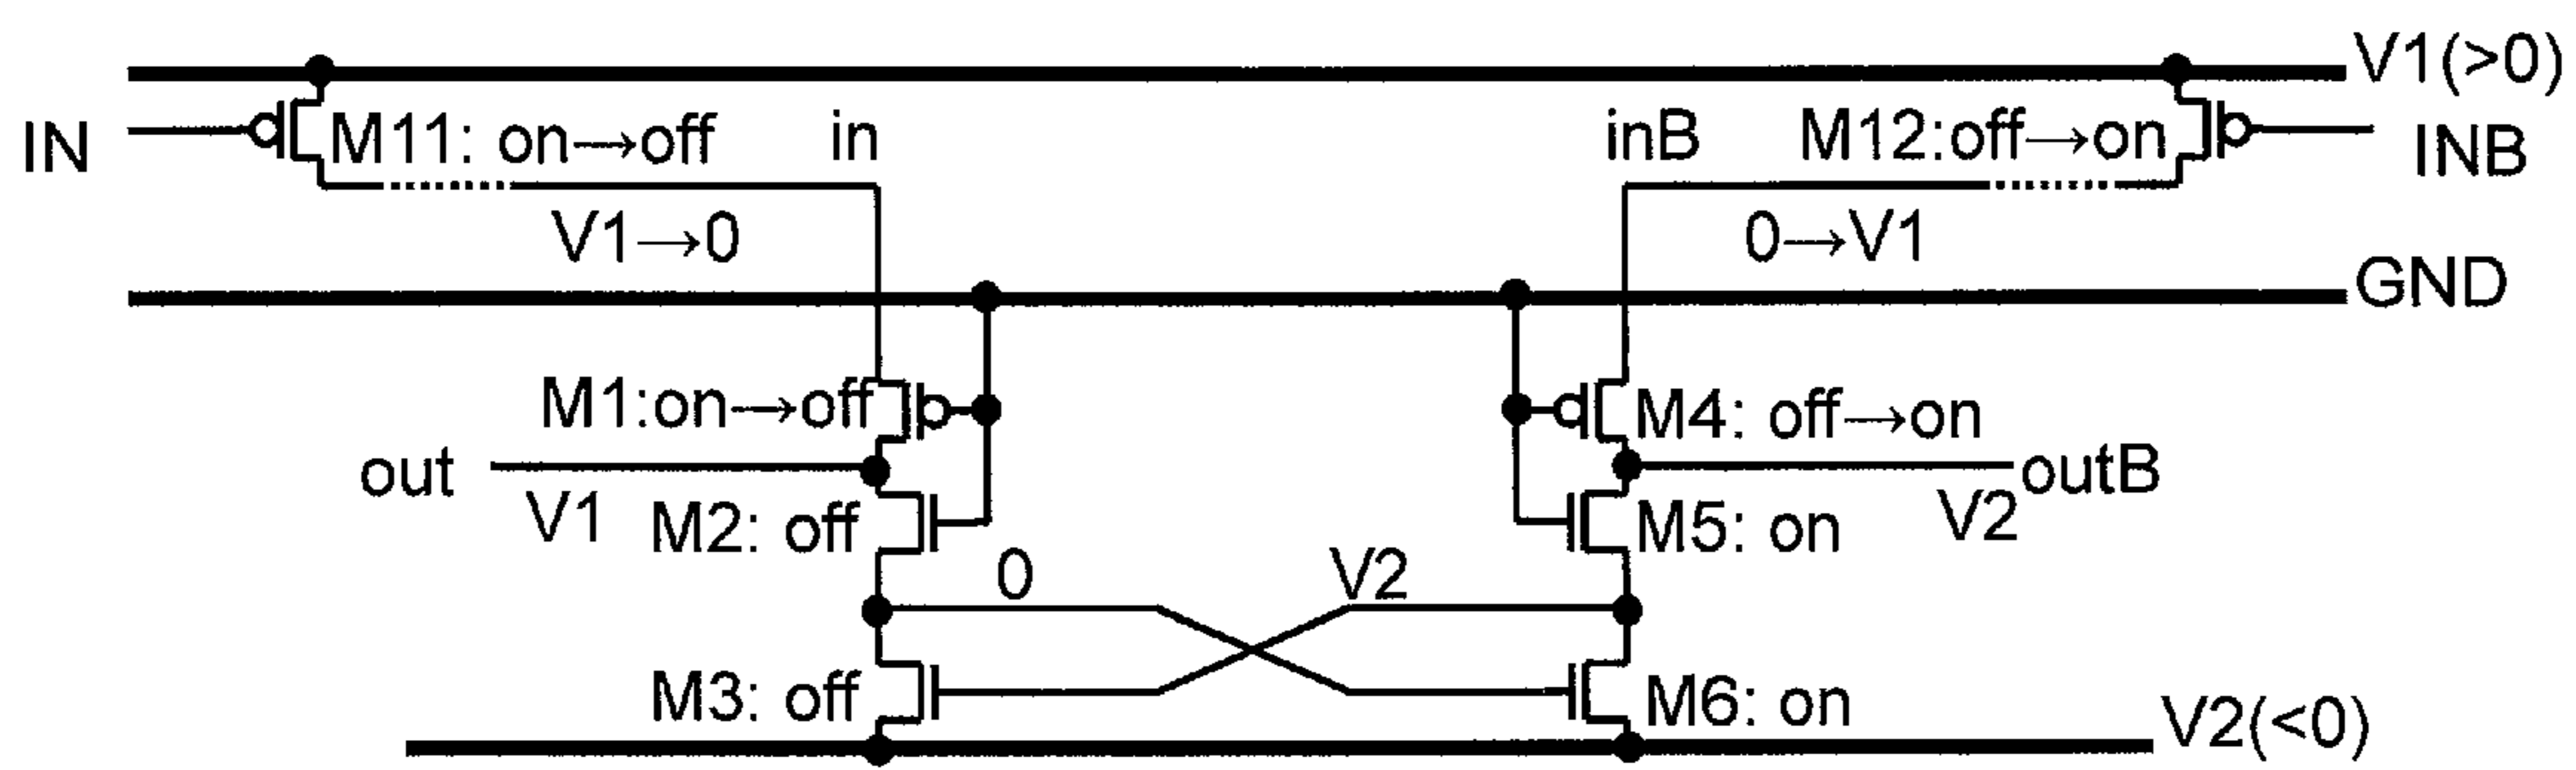 V1(>0)
IN
M11: on→off
in
inB
M12:off→on
INB
V1→0
0→V1
GND
M1:on→off
M4: off→on
out
V1
outB
V2
M2: off
M5: on
0
V2
M3: off
M6: on
V2(<0)